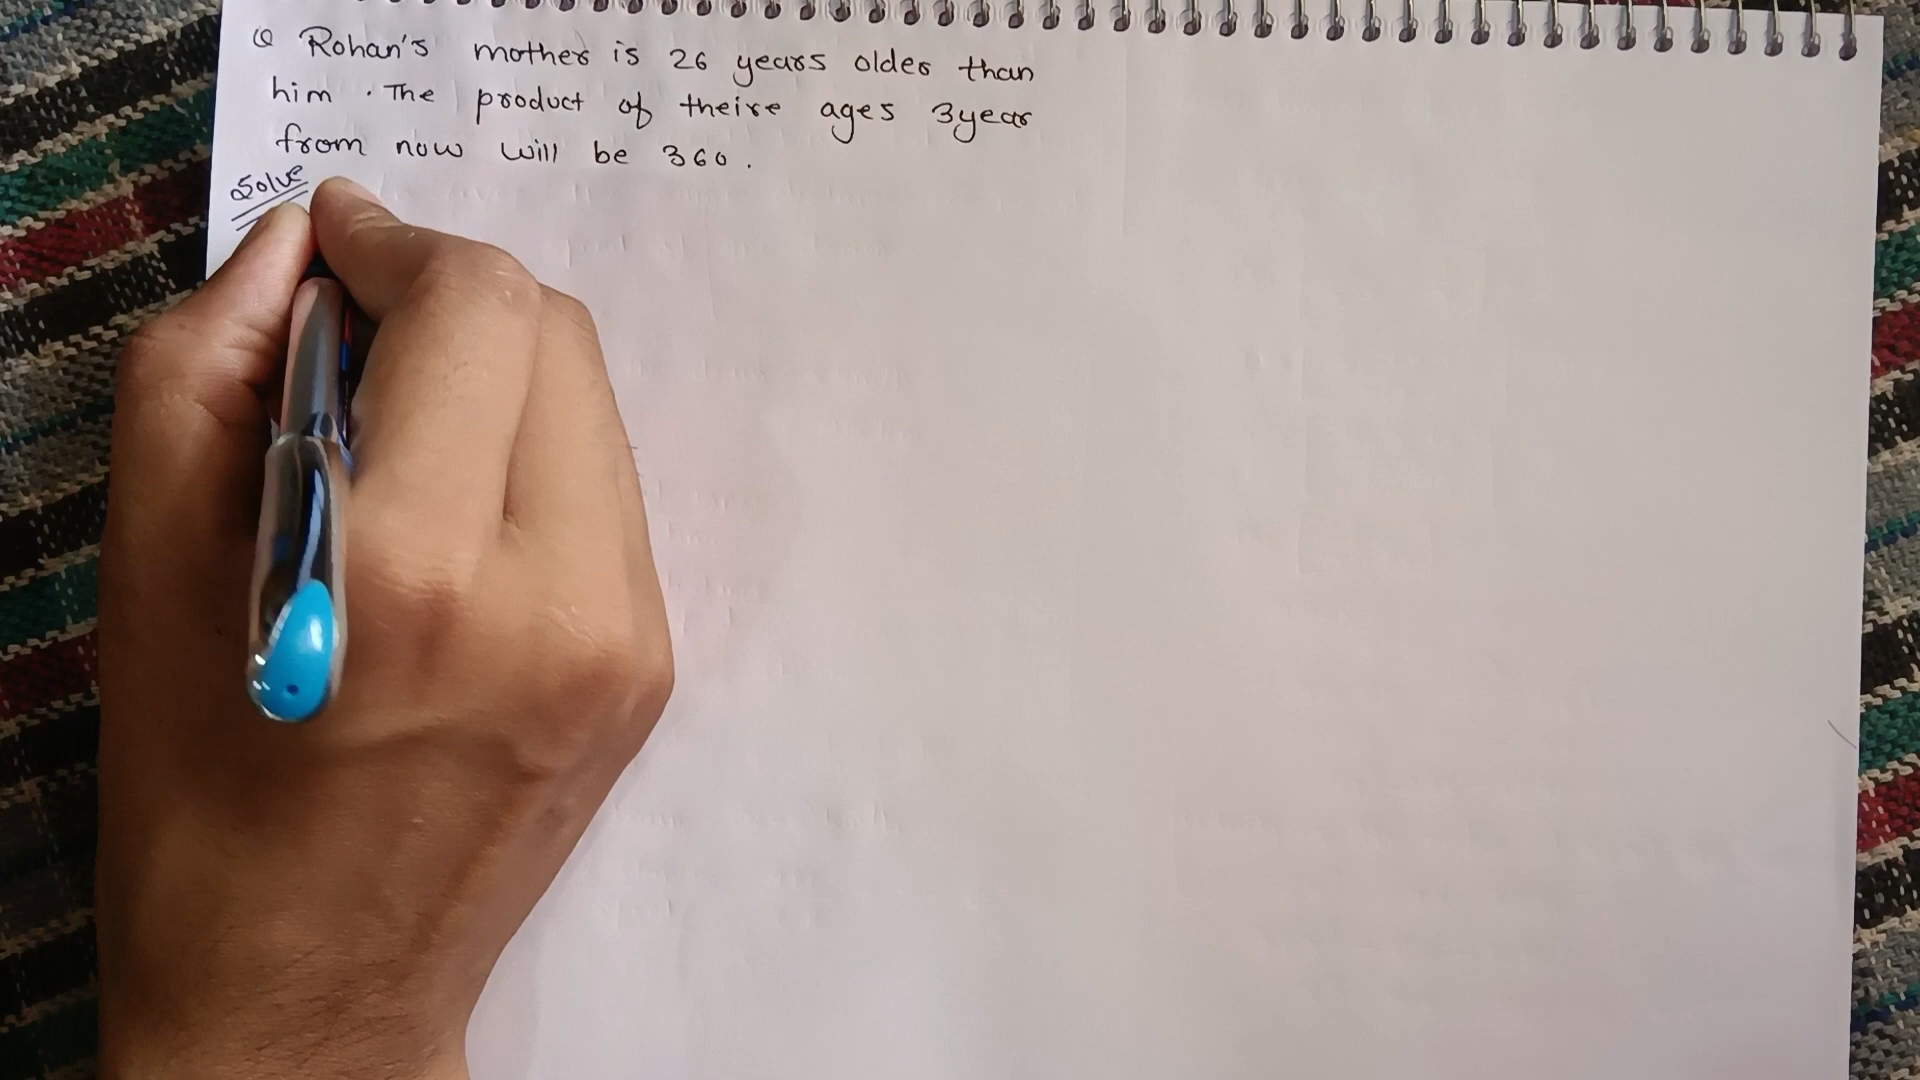 Q Rohan's mother is 26 years older than
him . The product of theire ages 3year
from now will be 360 .
Solve